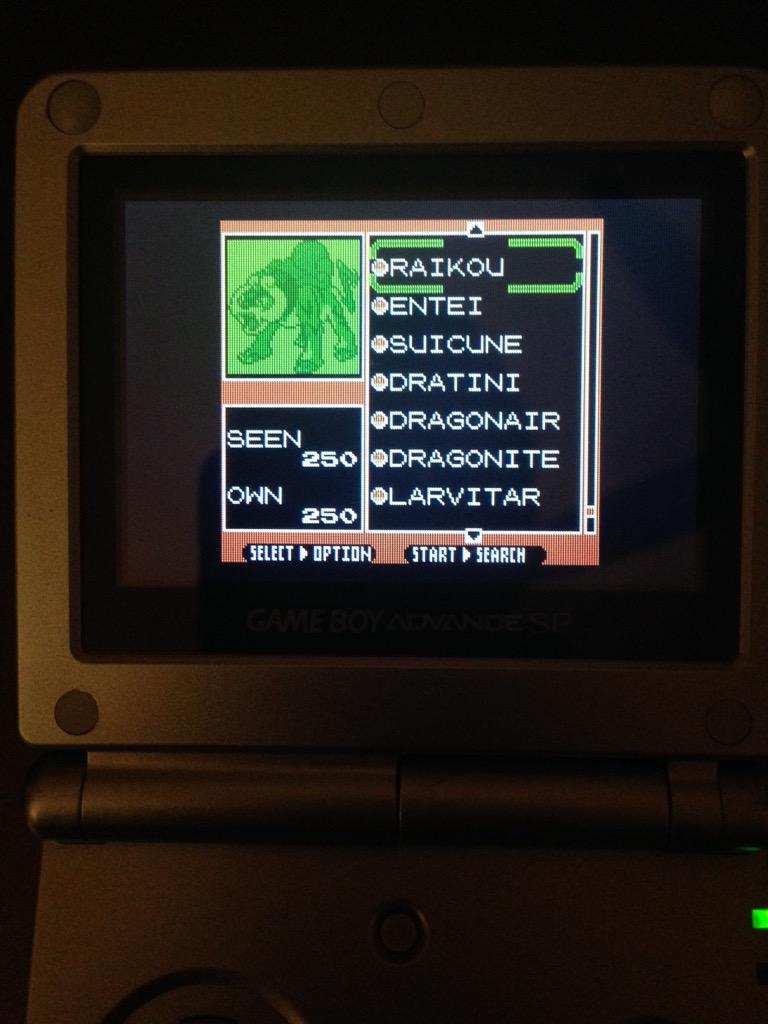 RAIKOU
ENTEI
SUICUNE
DRATINI
DRAGONAIR
DRAGONITE
LARVITAR
SEEN
250
OWN
250
SELECT ▶ OPTION
START ▶ SEARCH
GAME BOY ADVANCE SP